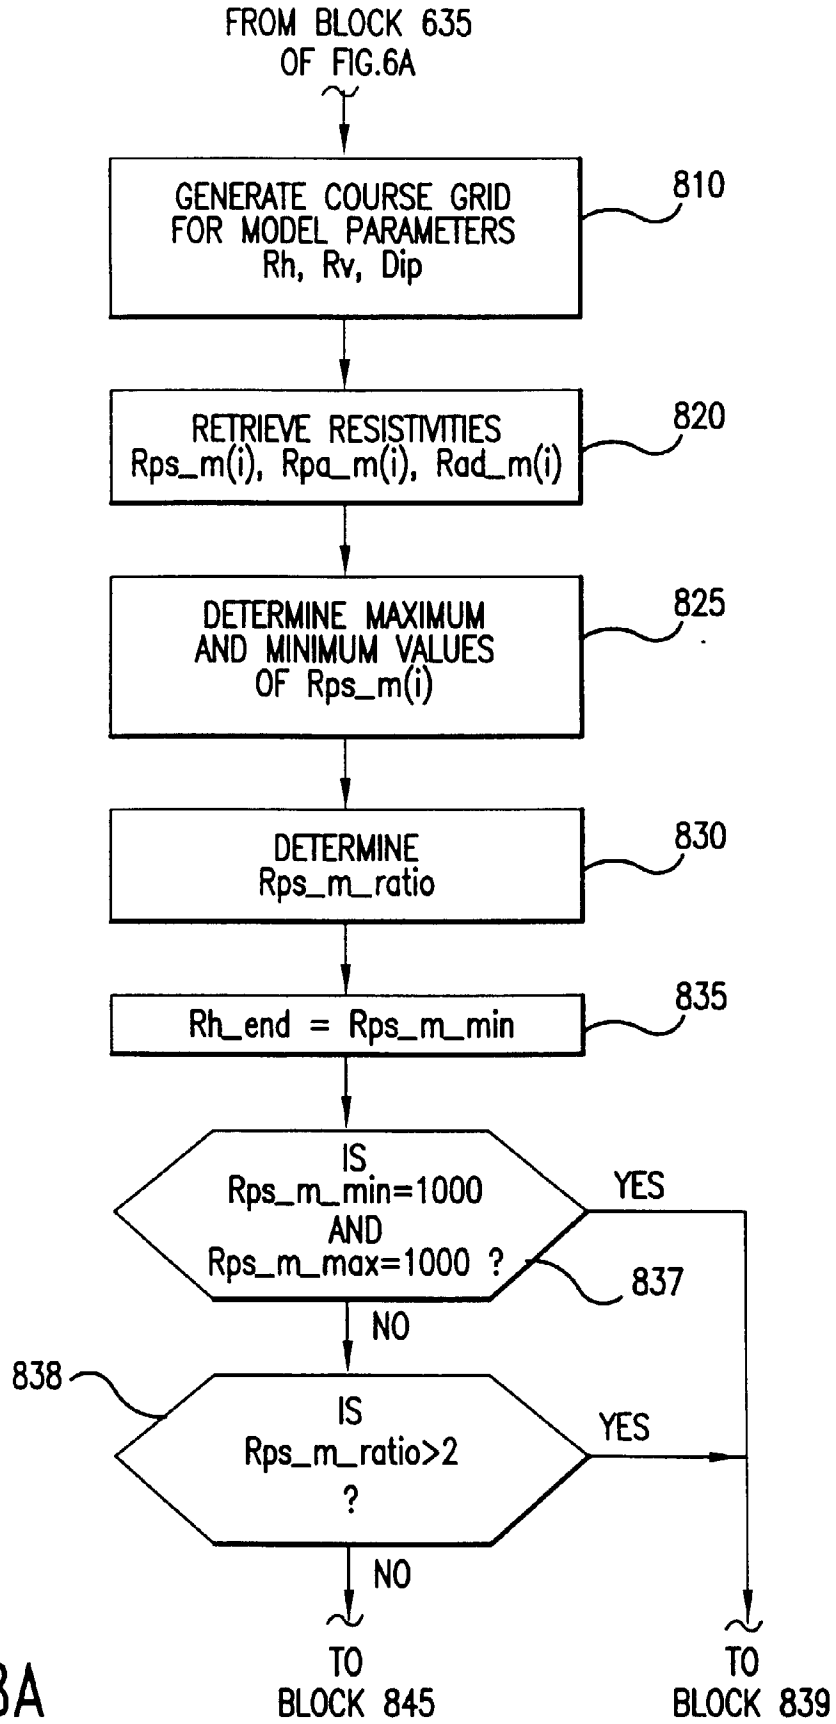 FROM BLOCK 635
OF FIG.6A
GENERATE COURSE GRID
FOR MODEL PARAMETERS
Rh, Rv, Dip
810
RETRIEVE RESISTIVITIES
Rps_m(i), Rpa_m(i), Rad_m(i)
820
DETERMINE MAXIMUM
AND MINIMUM VALUES
OF Rps_m(i)
825
DETERMINE
Rps_m_ratio
830
Rh_end = Rps_m_min
835
IS
Rps_m_min=1000
AND
Rps_m_max=1000 ?
YES
837
NO
838
IS
Rps_m_ratio>2
?
YES
NO
TO
BLOCK 845
TO
BLOCK 839
8A